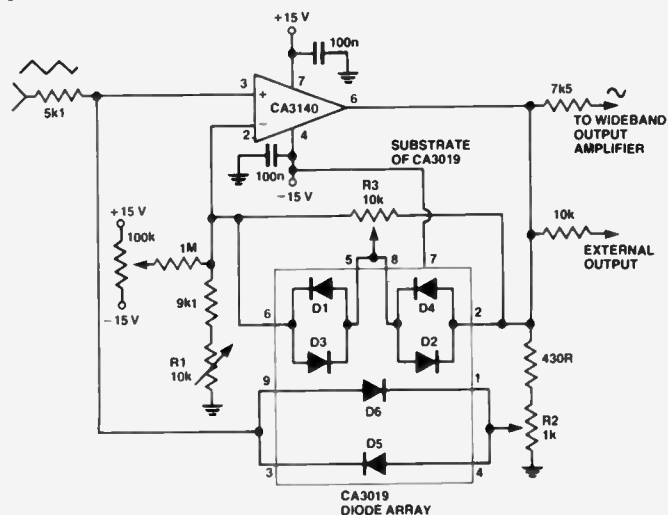 +15 V
100n
7
3
+
CA3140
6
5k1
−
2
4
7k5
TO WIDEBAND
OUTPUT
AMPLIFIER
100n
−15 V
SUBSTRATE
OF CA3019
R3
10k
10k
EXTERNAL
OUTPUT
+15 V
100k
1M
−15 V
5
8
7
6
D1
D4
2
9k1
D3
D2
430R
R1
10k
9
D6
1
R2
1k
3
D5
4
CA3019
DIODE ARRAY